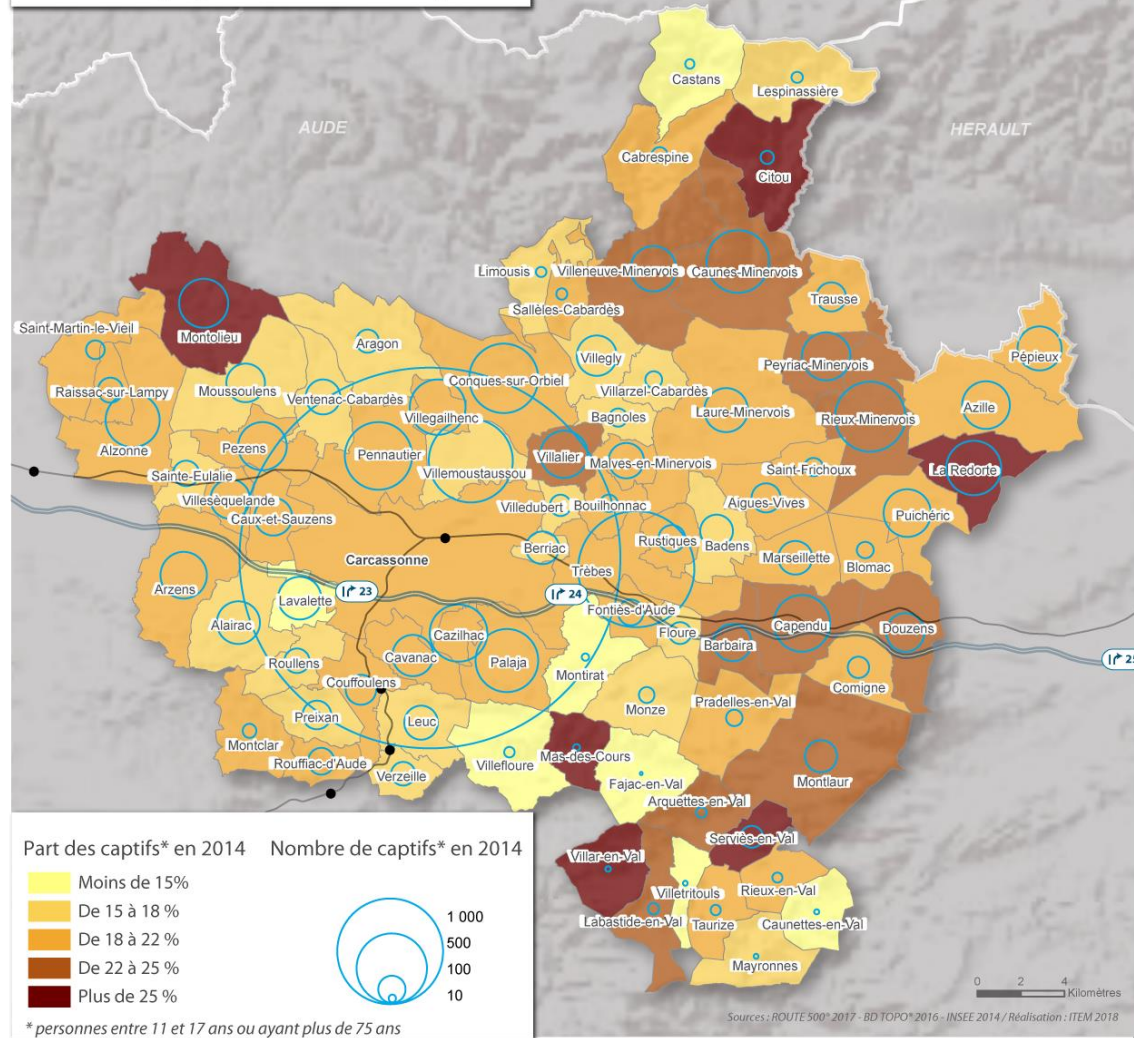 Castans
Lespinassière
AUDE
HERAULT
Cabrespine
Citou
Limousis
Villeneuve-Minervois
Caunes-Minervois
Sallèles-Cabardès
Trausse
Saint-Martin-le-Vieil
Montolieu
Aragon
Villegly
Peyriac-Minervois
Pépieux
Raissac-sur-Lampy
Moussoulens
Ventenac-Cabardès
Conques-sur-Orbiel
Villarzel-Cabardès
Villegailhenc
Bagnoles
Laure-Minervois
Rieux-Minervois
Azille
Alzonne
Pezens
Pennautier
Villemoustaussou
Villalier
Malves-en-Minervois
Saint-Frichoux
La Redorte
Sainte-Eulalie
Villesèquelande
Villedubert
Bouilhonnac
Aigues-Vives
Puichéric
Caux-et-Sauzens
Rustiques
Badens
Carcassonne
Berriac
Trèbes
Marseillette
Blomac
Arzens
23
24
Lavalette
Fontiès-d'Aude
Alairac
Floure
Capendu
Douzens
Cazilhac
Barbaira
Cavanac
Palaja
25
Roullens
Montirat
Couffoulens
Comigne
Monze
Pradelles-en-Val
Preixan
Leuc
Montclar
Villefloure
Mas-des-Cours
Rouffiac-d'Aude
Verzeille
Fajac-en-Val
Montlaur
Arquettes-en-Val
Serviès-en-Val
Villar-en-Val
Villetritouls
Rieux-en-Val
Labastide-en-Val
Taurize
Caunettes-en-Val
Mayronnes
Part des captifs* en 2014
Moins de 15%
De 15 à 18 %
De 18 à 22 %
De 22 à 25 %
Plus de 25 %
Nombre de captifs* en 2014
1 000
500
100
10
* personnes entre 11 et 17 ans ou ayant plus de 75 ans
0 2 4
Kilomètres
Sources : ROUTE 500® 2017 - BD TOPO® 2016 - INSEE 2014 / Réalisation : ITEM 2018